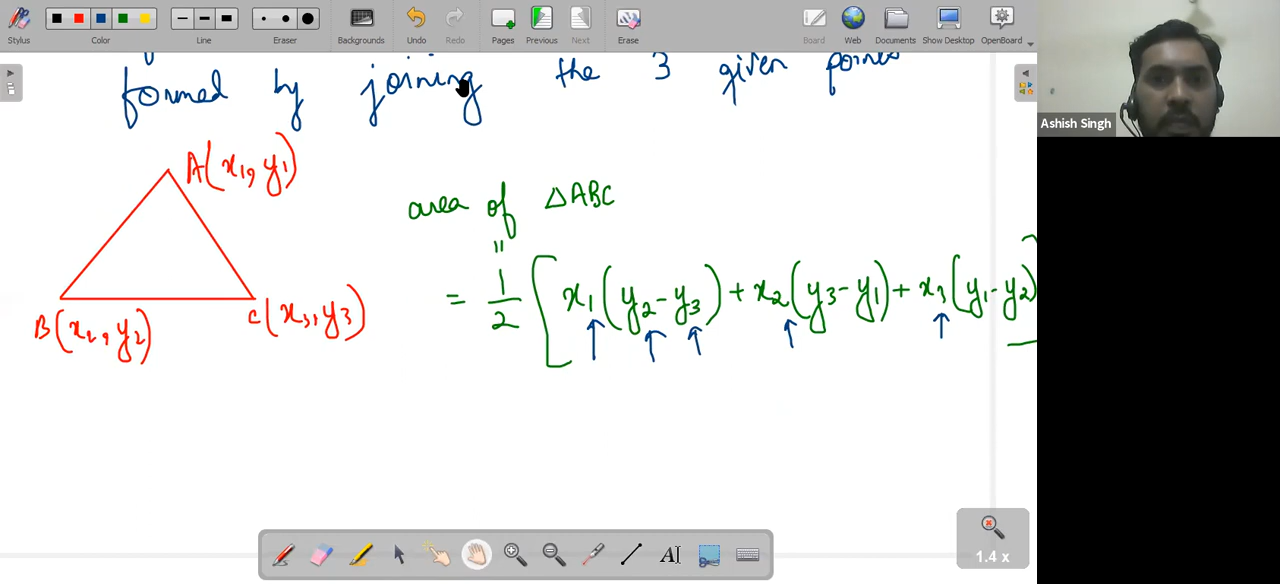 Stylus Color Line Eraser Backgrounds Undo Redo Pages Previous Next Erase Board Web Documents Show Desktop OpenBoard
formed by joining the 3 given points
Ashish Singh
A(x₁, y₁)
area of △ABC
"
= 1/2 [x₁(y₂-y₃)+x₂(y₃-y₁)+x₃(y₁-y₂)]
↑ ↑ ↑ ↑ ↑
B(x₂, y₂) C(x₃, y₃)
1.4 x